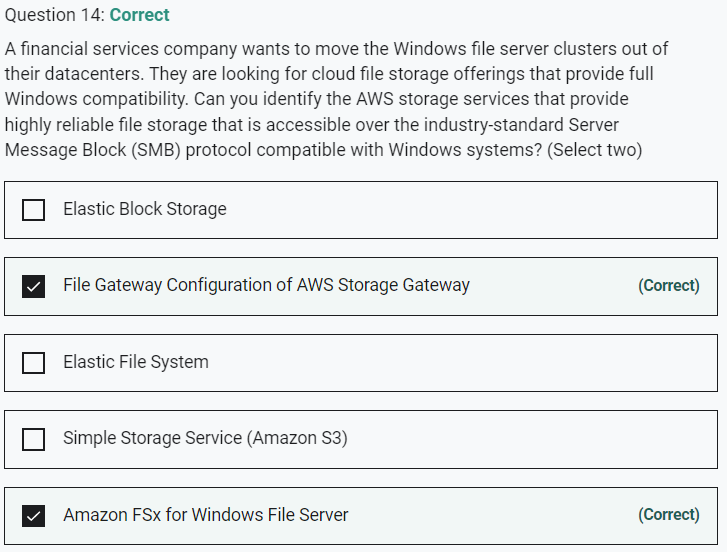 Question 14: Correct
A financial services company wants to move the Windows file server clusters out of
their datacenters. They are looking for cloud file storage offerings that provide full
Windows compatibility. Can you identify the AWS storage services that provide
highly reliable file storage that is accessible over the industry-standard Server
Message Block (SMB) protocol compatible with Windows systems? (Select two)
Elastic Block Storage
File Gateway Configuration of AWS Storage Gateway (Correct)
Elastic File System
Simple Storage Service (Amazon S3)
Amazon FSx for Windows File Server (Correct)